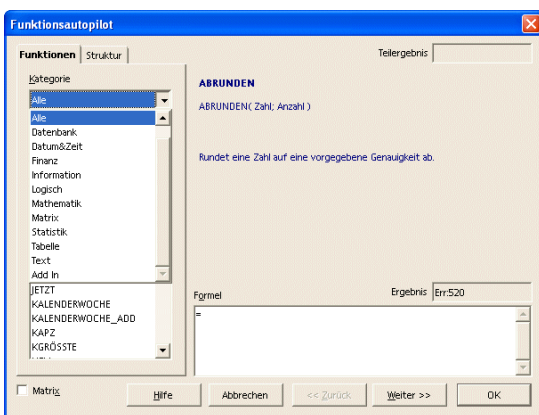 Funktionsautopilot
Funktionen Struktur
Teilergebnis
Kategorie
Alle
Alle
Datenbank
Datum&Zeit
Finanz
Information
Logisch
Mathematik
Matrix
Statistik
Tabelle
Text
Add In
JETZT
KALENDERWOCHE
KALENDERWOCHE_ADD
KAPZ
KGRÖSSTE
ABRUNDEN
ABRUNDEN( Zahl; Anzahl )
Rundet eine Zahl auf eine vorgegebene Genauigkeit ab.
Formel
Ergebnis Err:520
=
Matrix
Hilfe
Abbrechen
<< Zurück
Weiter >>
OK